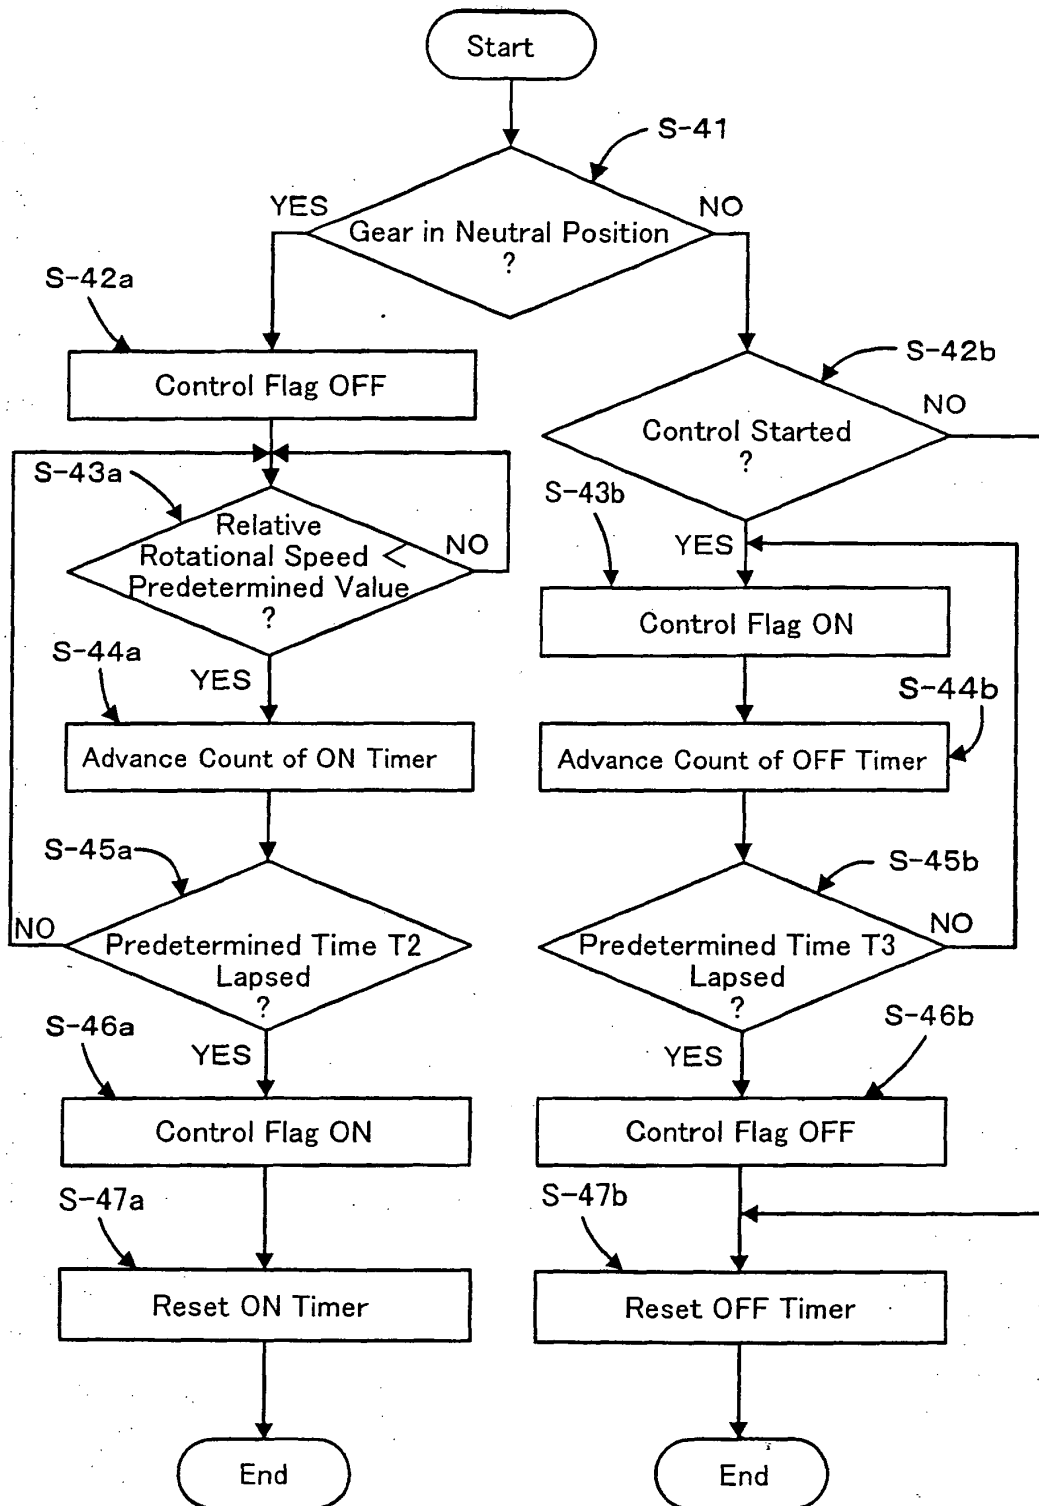 Start
S-41
YES
NO
Gear in Neutral Position
?
S-42a
S-42b
Control Flag OFF
NO
Control Started
?
S-43a
S-43b
Relative
Rotational Speed <
Predetermined Value
?
NO
YES
Control Flag ON
S-44a
YES
S-44b
Advance Count of ON Timer
Advance Count of OFF Timer
S-45a
S-45b
NO
NO
Predetermined Time T2
Lapsed
?
Predetermined Time T3
Lapsed
?
S-46a
S-46b
YES
YES
Control Flag ON
Control Flag OFF
S-47a
S-47b
Reset ON Timer
Reset OFF Timer
End
End